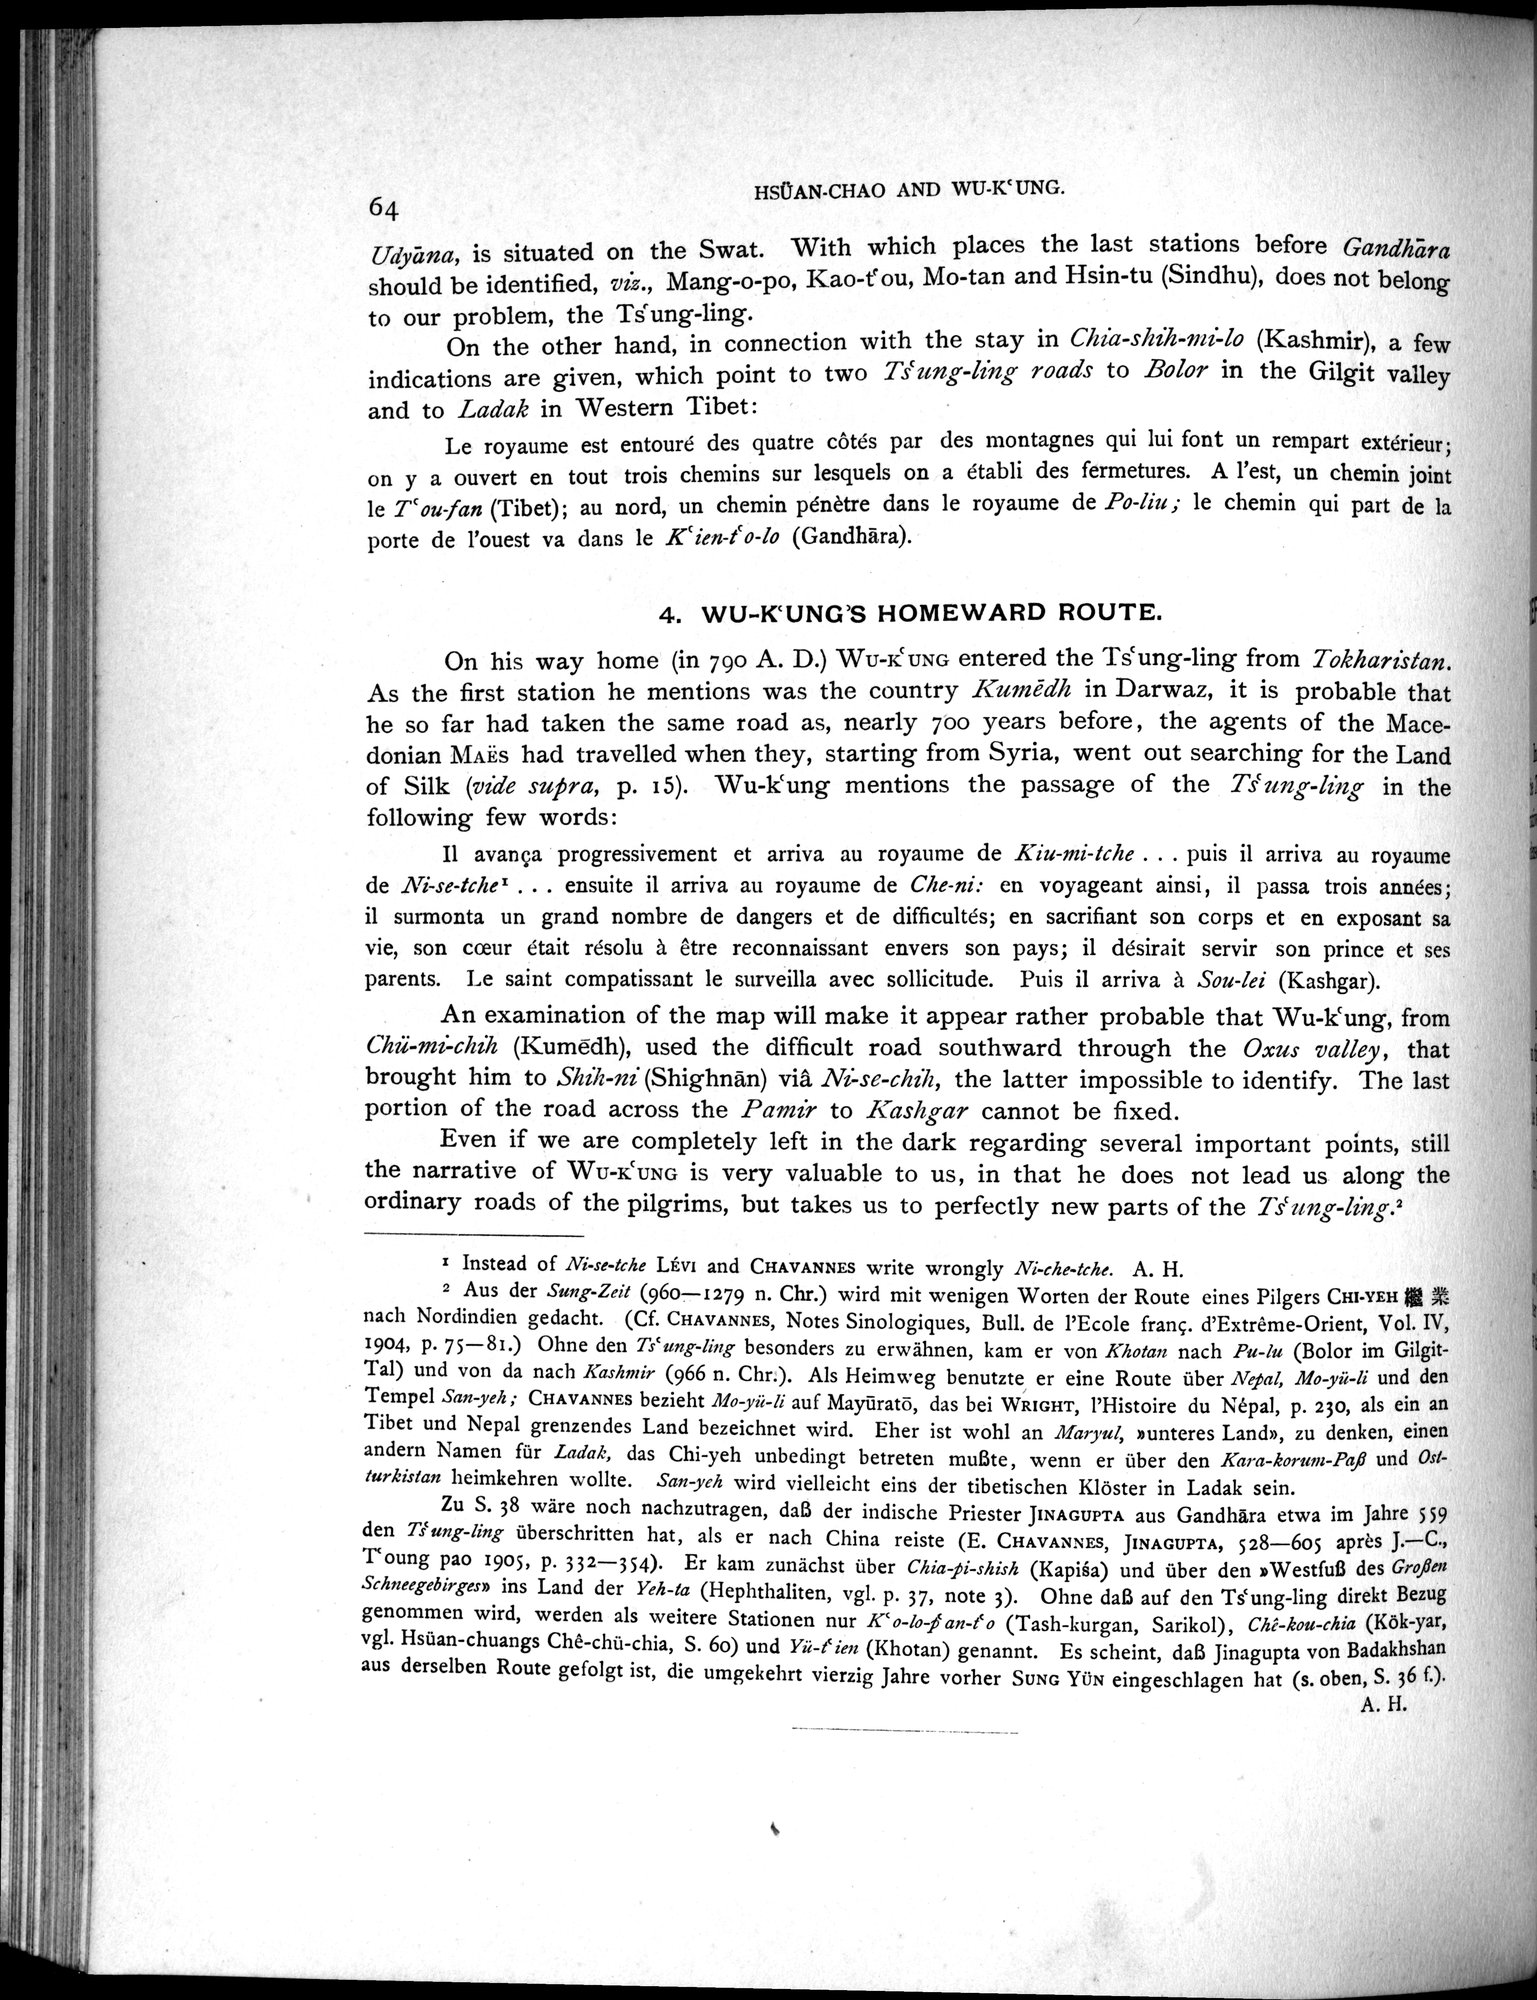 64
HSÜAN-CHAO AND WU-KʿUNG.
Udyāna, is situated on the Swat. With which places the last stations before Gandhāra
should be identified, viz., Mang-o-po, Kao-tʿou, Mo-tan and Hsin-tu (Sindhu), does not belong
to our problem, the Tsʿung-ling.
On the other hand, in connection with the stay in Chia-shih-mi-lo (Kashmir), a few
indications are given, which point to two Tsʿung-ling roads to Bolor in the Gilgit valley
and to Ladak in Western Tibet:
Le royaume est entouré des quatre côtés par des montagnes qui lui font un rempart extérieur;
on y a ouvert en tout trois chemins sur lesquels on a établi des fermetures. A l'est, un chemin joint
le Tʿou-fan (Tibet); au nord, un chemin pénètre dans le royaume de Po-liu; le chemin qui part de la
porte de l'ouest va dans le Kʿien-tʿo-lo (Gandhāra).
4. WU-KʿUNG'S HOMEWARD ROUTE.
On his way home (in 790 A. D.) WU-KʿUNG entered the Tsʿung-ling from Tokharistan.
As the first station he mentions was the country Kumēdh in Darwaz, it is probable that
he so far had taken the same road as, nearly 700 years before, the agents of the Mace-
donian MAËS had travelled when they, starting from Syria, went out searching for the Land
of Silk (vide supra, p. 15). Wu-kʿung mentions the passage of the Tsʿung-ling in the
following few words:
Il avança progressivement et arriva au royaume de Kiu-mi-tche . . . puis il arriva au royaume
de Ni-se-tche¹ . . . ensuite il arriva au royaume de Che-ni: en voyageant ainsi, il passa trois années;
il surmonta un grand nombre de dangers et de difficultés; en sacrifiant son corps et en exposant sa
vie, son cœur était résolu à être reconnaissant envers son pays; il désirait servir son prince et ses
parents. Le saint compatissant le surveilla avec sollicitude. Puis il arriva à Sou-lei (Kashgar).
An examination of the map will make it appear rather probable that Wu-kʿung, from
Chü-mi-chih (Kumēdh), used the difficult road southward through the Oxus valley, that
brought him to Shih-ni (Shighnān) viâ Ni-se-chih, the latter impossible to identify. The last
portion of the road across the Pamir to Kashgar cannot be fixed.
Even if we are completely left in the dark regarding several important points, still
the narrative of WU-KʿUNG is very valuable to us, in that he does not lead us along the
ordinary roads of the pilgrims, but takes us to perfectly new parts of the Tsʿung-ling.²
¹ Instead of Ni-se-tche LÉVI and CHAVANNES write wrongly Ni-che-tche. A. H.
² Aus der Sung-Zeit (960—1279 n. Chr.) wird mit wenigen Worten der Route eines Pilgers CHI-YEH 繼業
nach Nordindien gedacht. (Cf. CHAVANNES, Notes Sinologiques, Bull. de l'Ecole franç. d'Extrême-Orient, Vol. IV,
1904, p. 75—81.) Ohne den Tsʿung-ling besonders zu erwähnen, kam er von Khotan nach Pu-lu (Bolor im Gilgit-
Tal) und von da nach Kashmir (966 n. Chr.). Als Heimweg benutzte er eine Route über Nepal, Mo-yü-li und den
Tempel San-yeh; CHAVANNES bezieht Mo-yü-li auf Mayūratō, das bei WRIGHT, l'Histoire du Népal, p. 230, als ein an
Tibet und Nepal grenzendes Land bezeichnet wird. Eher ist wohl an Maryul, »unteres Land», zu denken, einen
andern Namen für Ladak, das Chi-yeh unbedingt betreten mußte, wenn er über den Kara-korum-Paß und Ost-
turkistan heimkehren wollte. San-yeh wird vielleicht eins der tibetischen Klöster in Ladak sein.
Zu S. 38 wäre noch nachzutragen, daß der indische Priester JINAGUPTA aus Gandhāra etwa im Jahre 559
den Tsʿung-ling überschritten hat, als er nach China reiste (E. CHAVANNES, JINAGUPTA, 528—605 après J.—C.,
Tʿoung pao 1905, p. 332—354). Er kam zunächst über Chia-pi-shish (Kapiśa) und über den »Westfuß des Großen
Schneegebirges» ins Land der Yeh-ta (Hephthaliten, vgl. p. 37, note 3). Ohne daß auf den Tsʿung-ling direkt Bezug
genommen wird, werden als weitere Stationen nur Kʿo-lo-pʿan-tʿo (Tash-kurgan, Sarikol), Chê-kou-chia (Kök-yar,
vgl. Hsüan-chuangs Chê-chü-chia, S. 60) und Yü-tʿien (Khotan) genannt. Es scheint, daß Jinagupta von Badakhshan
aus derselben Route gefolgt ist, die umgekehrt vierzig Jahre vorher SUNG YÜN eingeschlagen hat (s. oben, S. 36 f.).
A. H.